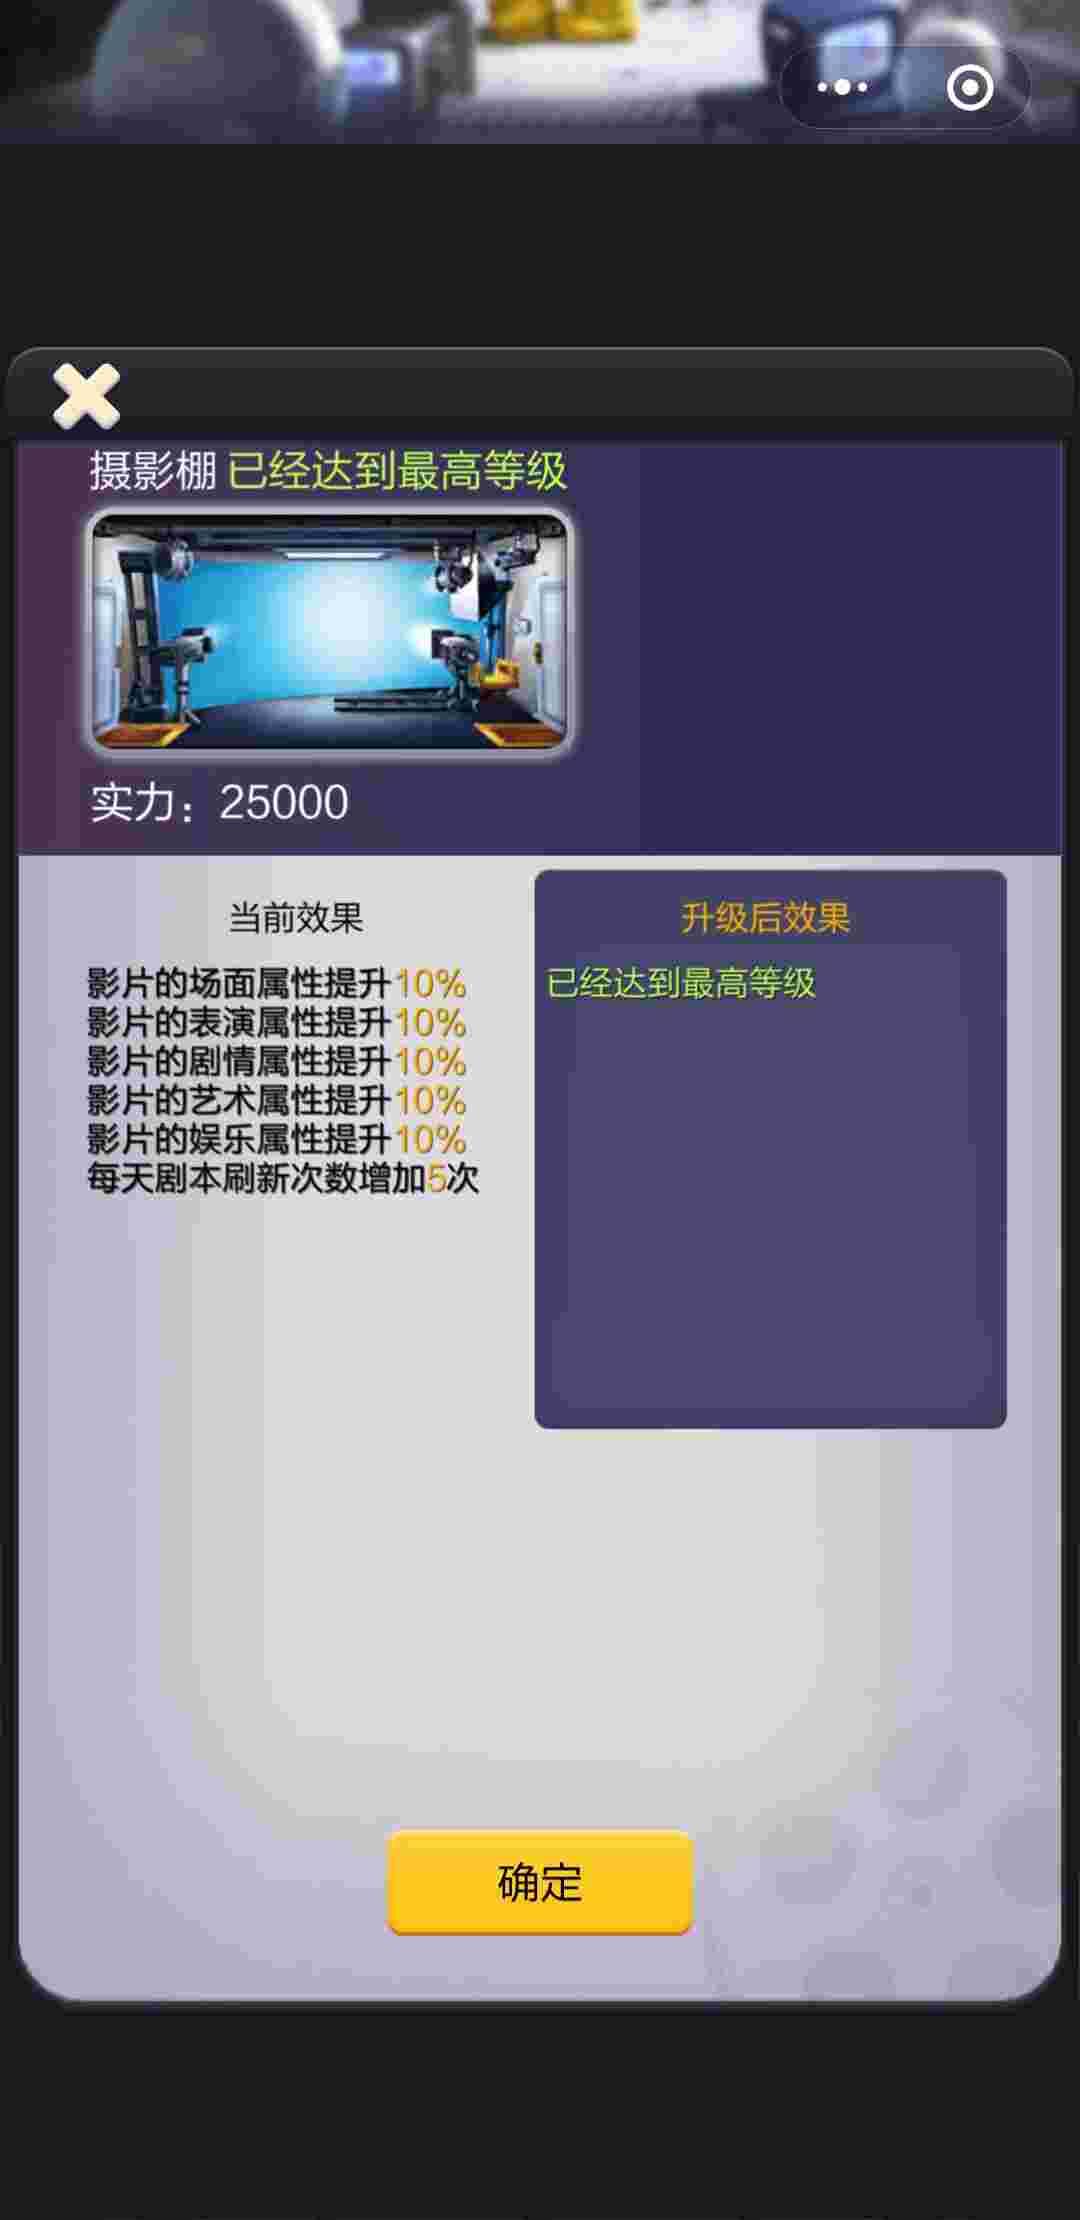 摄影棚 已经达到最高等级
实力：25000
当前效果
影片的场面属性提升10%
影片的表演属性提升10%
影片的剧情属性提升10%
影片的艺术属性提升10%
影片的娱乐属性提升10%
每天剧本刷新次数增加5次
升级后效果
已经达到最高等级
确定